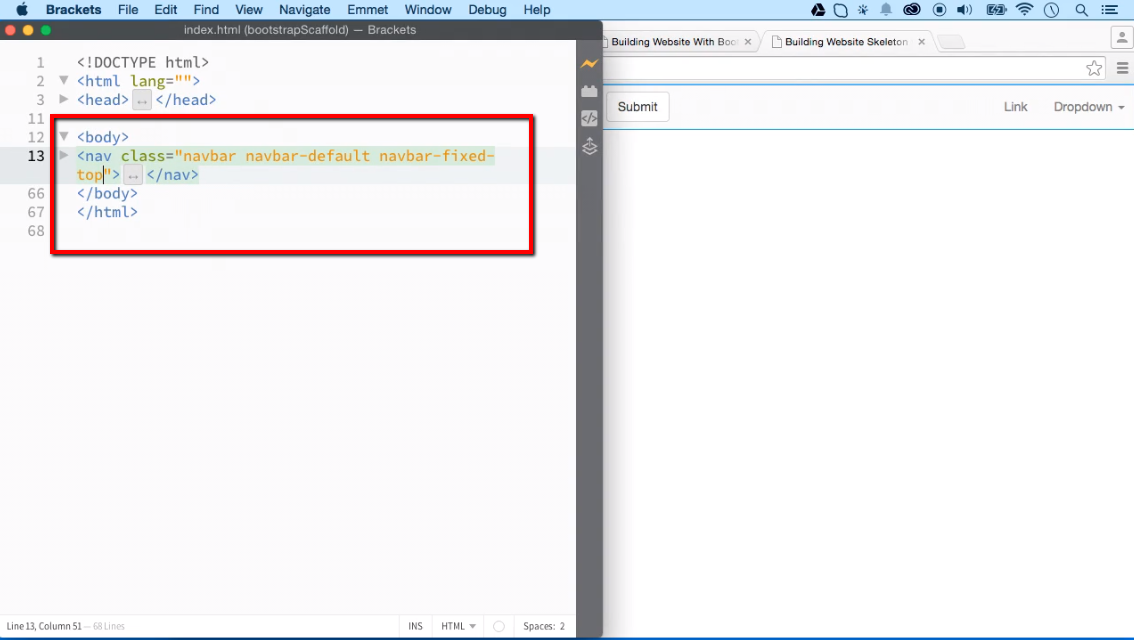 Brackets File Edit Find View Navigate Emmet Window Debug Help
index.html (bootstrapScaffold) — Brackets
Building Website With Boo
Building Website Skeleton
1 <!DOCTYPE html>
2 <html lang="">
3 <head> ↔ </head>
11
12 <body>
13 <nav class="navbar navbar-default navbar-fixed-
top"> ↔ </nav>
66 </body>
67 </html>
68
Submit
Link
Dropdown
Line 13, Column 51 — 68 Lines
INS
HTML
Spaces: 2